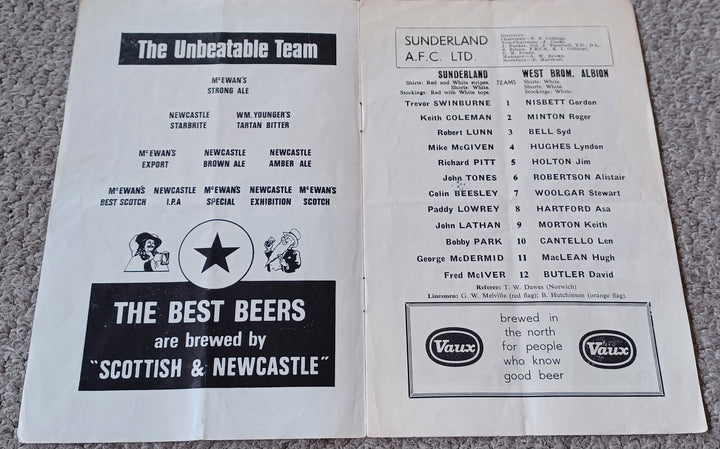 The Unbeatable Team
McEWAN'S
STRONG ALE
NEWCASTLE WM. YOUNGER'S
STARBRITE TARTAN BITTER
McEWAN'S NEWCASTLE NEWCASTLE
EXPORT BROWN ALE AMBER ALE
McEWAN'S NEWCASTLE McEWAN'S NEWCASTLE McEWAN'S
BEST SCOTCH I.P.A SPECIAL EXHIBITION SCOTCH
THE BEST BEERS
are brewed by
"SCOTTISH & NEWCASTLE"
SUNDERLAND
A.F.C. LTD.
Directors:
Chairman—
Vice-Chairman—
Manager—
Secretary—
SUNDERLAND WEST BROM. ALBION
Shirts: Red and White stripes. TEAMS Shirts: White.
Shorts: White. Shorts: White.
Stockings: Red with White tops. Stockings: White.
Trevor SWINBURNE 1 NISBETT Gordon
Keith COLEMAN 2 MINTON Roger
Robert LUNN 3 BELL Syd
Mike McGIVEN 4 HUGHES Lyndon
Richard PITT 5 HOLTON Jim
John TONES 6 ROBERTSON Alistair
Colin BEESLEY 7 WOOLGAR Stewart
Paddy LOWREY 8 HARTFORD Asa
John LATHAN 9 MORTON Keith
Bobby PARK 10 CANTELLO Len
George McDERMID 11 MacLEAN Hugh
Fred McIVER 12 BUTLER David
Referee: T. W. Dawes (Norwich)
Linesmen: G. W. Melville (red flag); B. Hutchinson (orange flag).
Vaux
brewed in
the north
for people
who know
good beer
Vaux